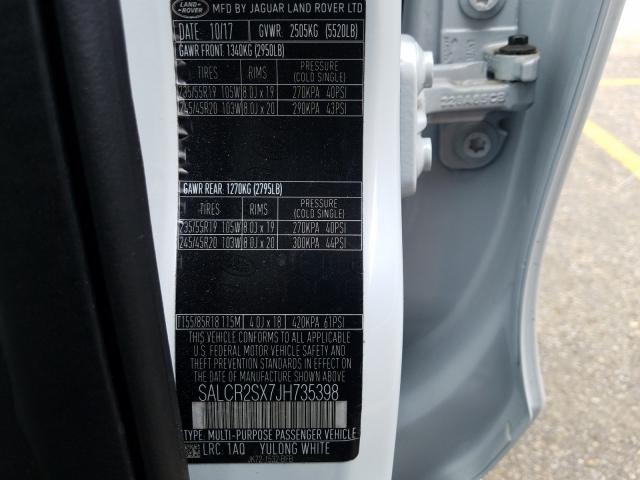 LAND-ROVER MFD BY JAGUAR LAND ROVER LTD
DATE 10/17 GVWR 2505KG (5520LB)
GAWR FRONT 1340KG (2950LB)
TIRES RIMS PRESSURE (COLD SINGLE)
235/55R19 105W 8.0J x 19 270KPA 40PSI
245/45R20 103W 8.0J x 20 290KPA 43PSI
GAWR REAR 1270KG (2795LB)
TIRES RIMS PRESSURE (COLD SINGLE)
235/55R19 105W 8.0J x 19 270KPA 40PSI
245/45R20 103W 8.0J x 20 300KPA 44PSI
T155/85R18 115M 4.0J x 18 420KPA 61PSI
THIS VEHICLE CONFORMS TO ALL APPLICABLE
U.S. FEDERAL MOTOR VEHICLE SAFETY AND
THEFT PREVENTION STANDARDS IN EFFECT ON THE
DATE OF MANUFACTURE SHOWN ABOVE.
SALCR2SX7JH735398
TYPE: MULTI-PURPOSE PASSENGER VEHICLE
LRC: 1AQ YULONG WHITE